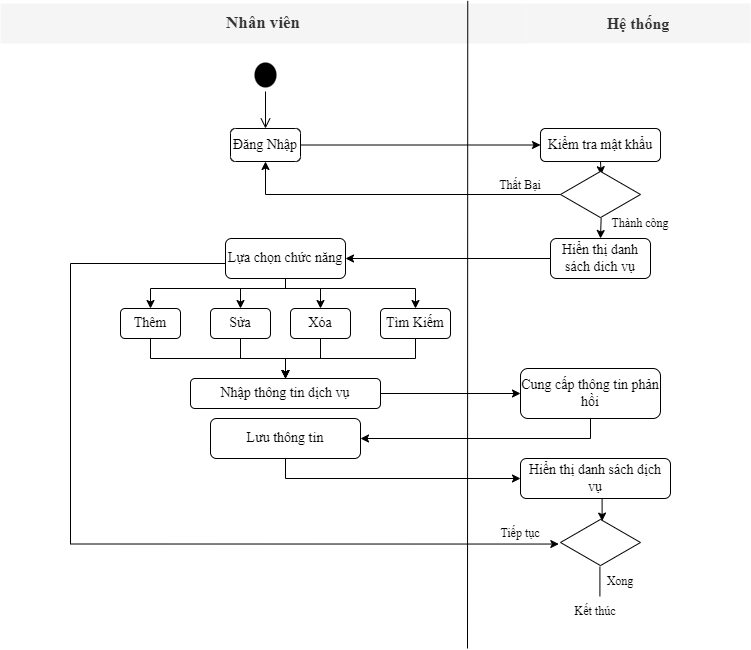 Nhân viên
Hệ thống
Đăng Nhập
Kiểm tra mật khẩu
Thất Bại
Thành công
Lựa chọn chức năng
Hiển thị danh
sách dich vụ
Thêm
Sửa
Xóa
Tìm Kiếm
Nhập thông tin dịch vụ
Cung cấp thông tin phản
hồi
Lưu thông tin
Hiển thị danh sách dịch
vụ
Tiếp tục
Xong
Kết thúc